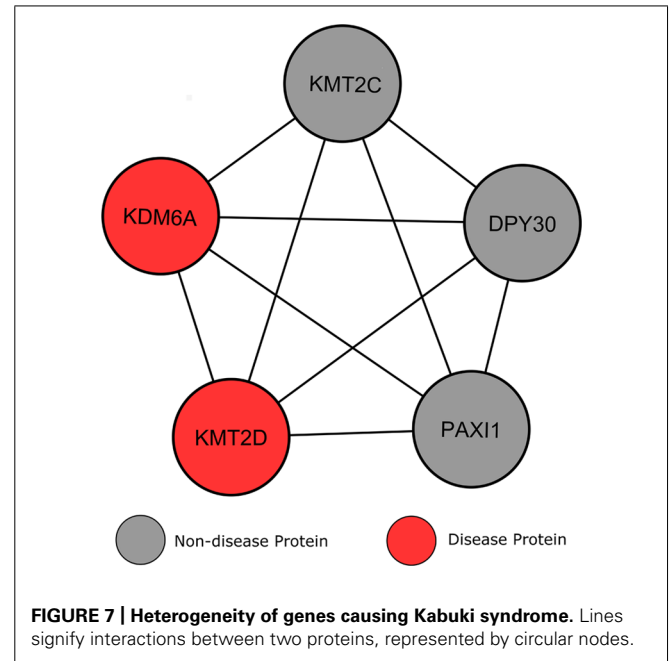 KMT2C
KDM6A
DPY30
KMT2D
PAXI1
Non-disease Protein
Disease Protein
FIGURE 7 | Heterogeneity of genes causing Kabuki syndrome. Lines
signify interactions between two proteins, represented by circular nodes.